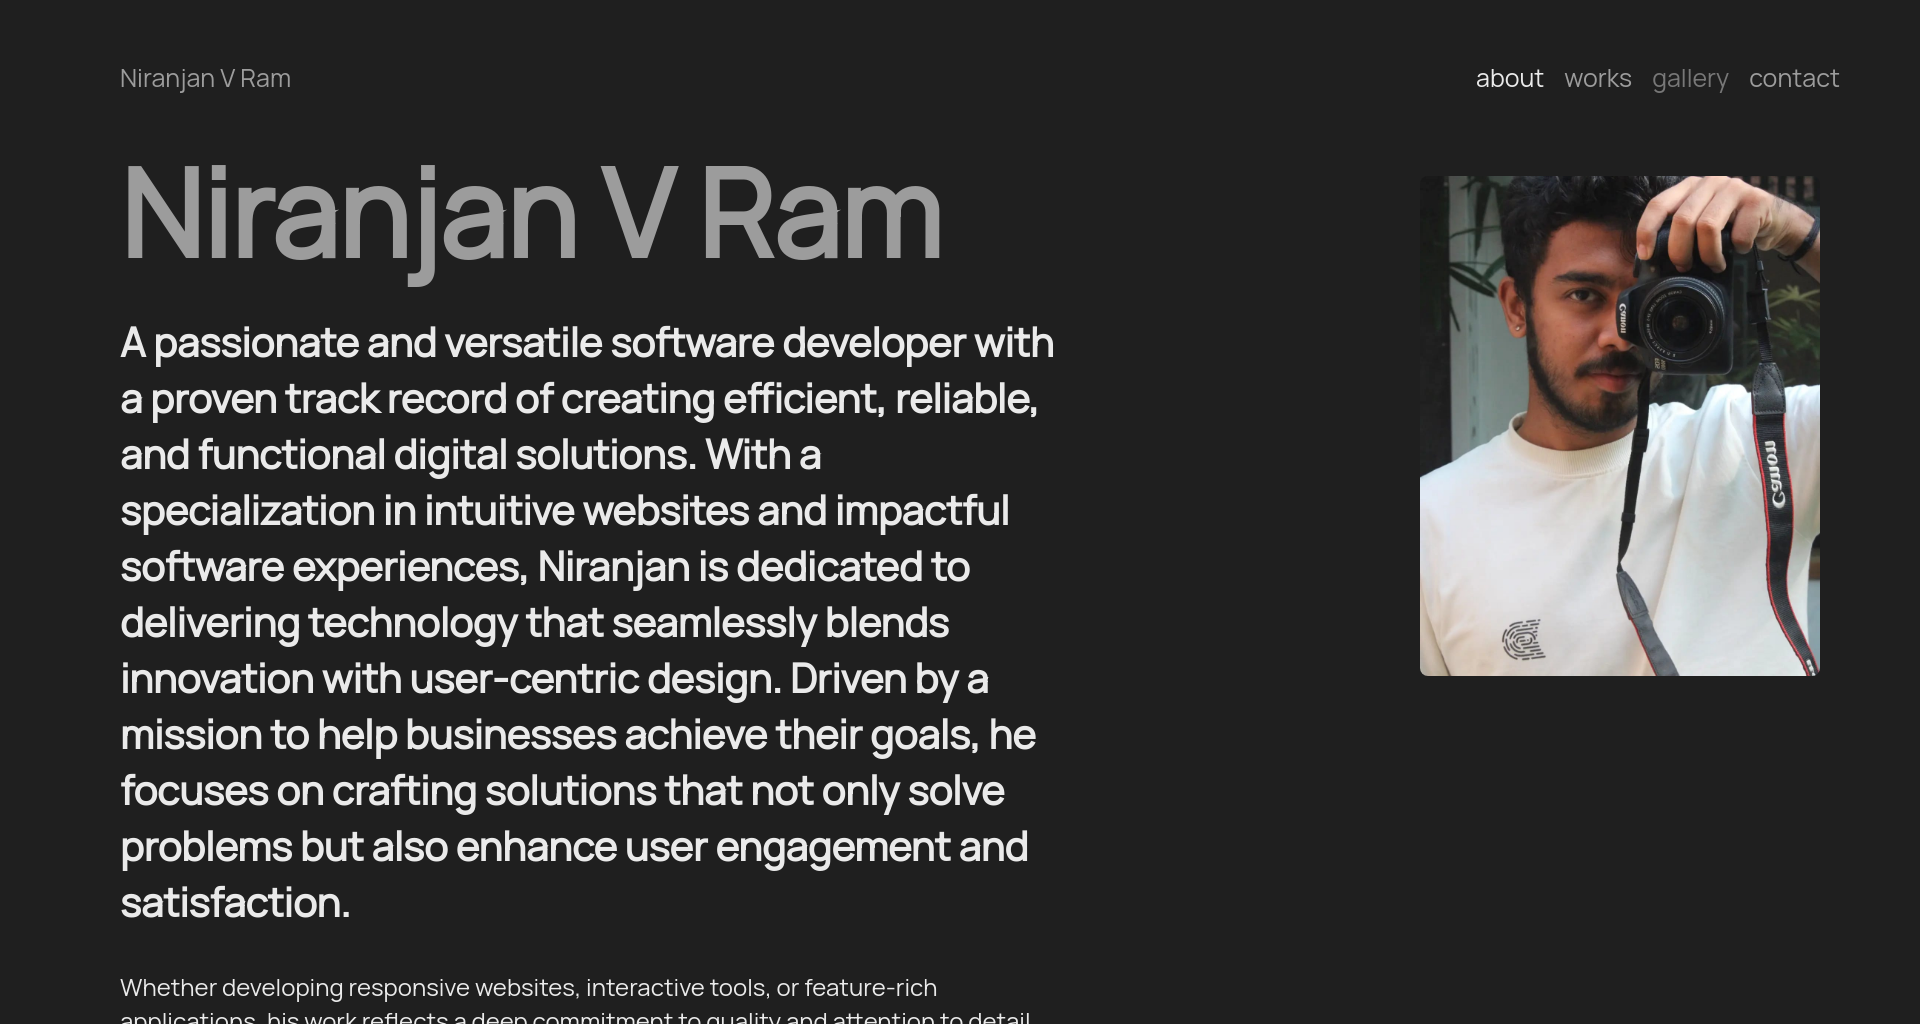 Niranjan V Ram
about works gallery contact
Niranjan V Ram
A passionate and versatile software developer with
a proven track record of creating efficient, reliable,
and functional digital solutions. With a
specialization in intuitive websites and impactful
software experiences, Niranjan is dedicated to
delivering technology that seamlessly blends
innovation with user-centric design. Driven by a
mission to help businesses achieve their goals, he
focuses on crafting solutions that not only solve
problems but also enhance user engagement and
satisfaction.
Whether developing responsive websites, interactive tools, or feature-rich
applications, his work reflects a deep commitment to quality and attention to detail.
Canon
Canon